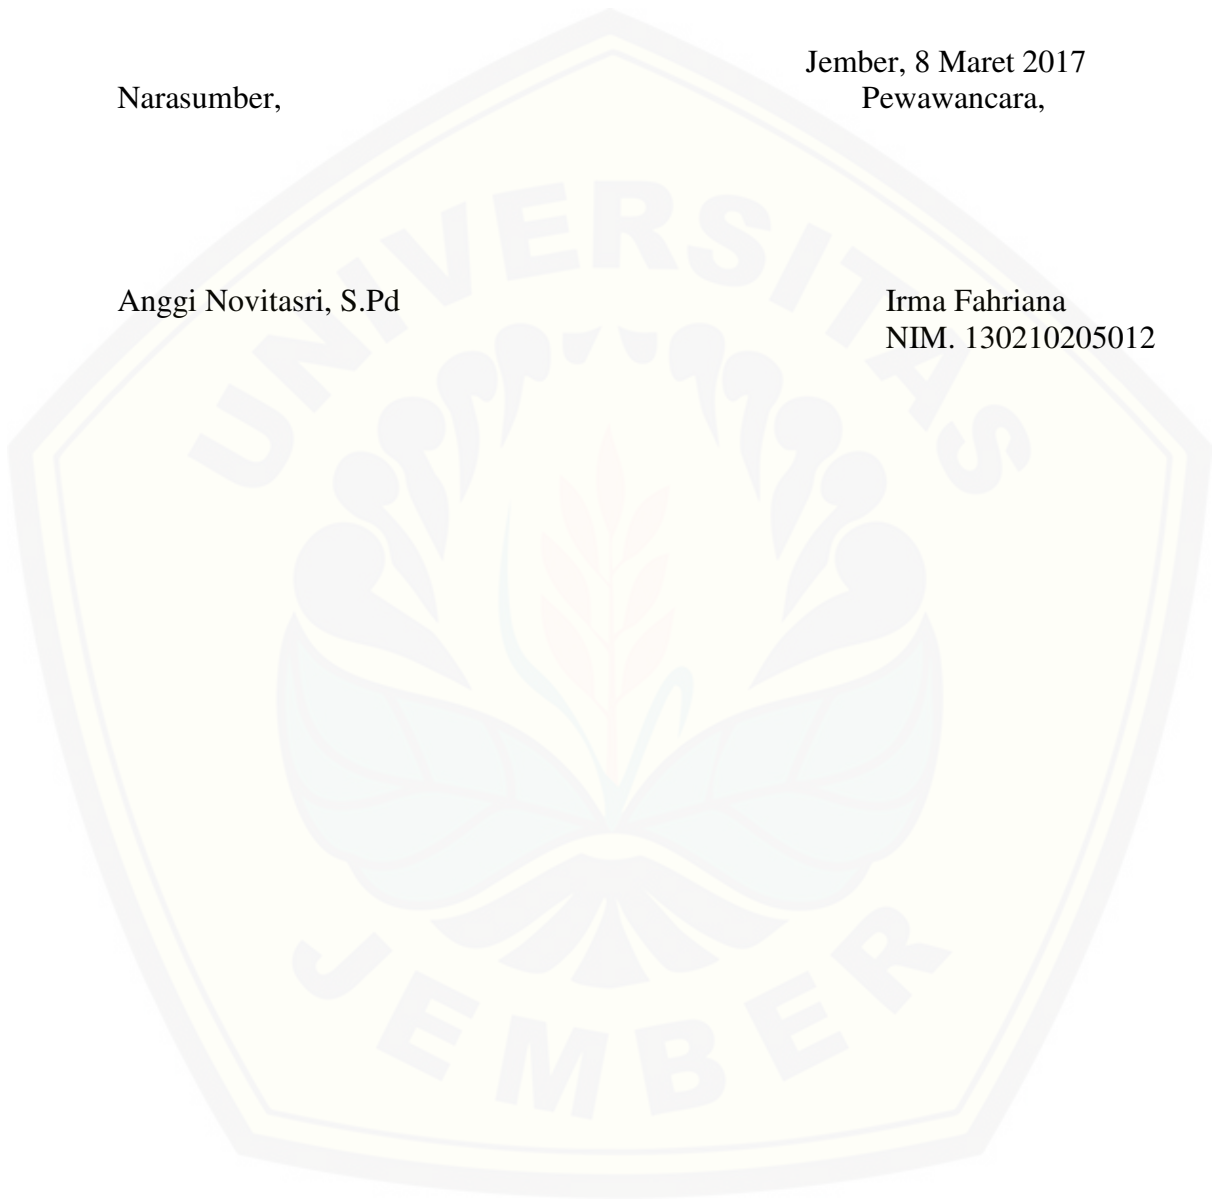 Jember, 8 Maret 2017
Narasumber,
Pewawancara,
Anggi Novitasri, S.Pd
Irma Fahriana
NIM. 130210205012
UNIVERSITAS
JEMBER